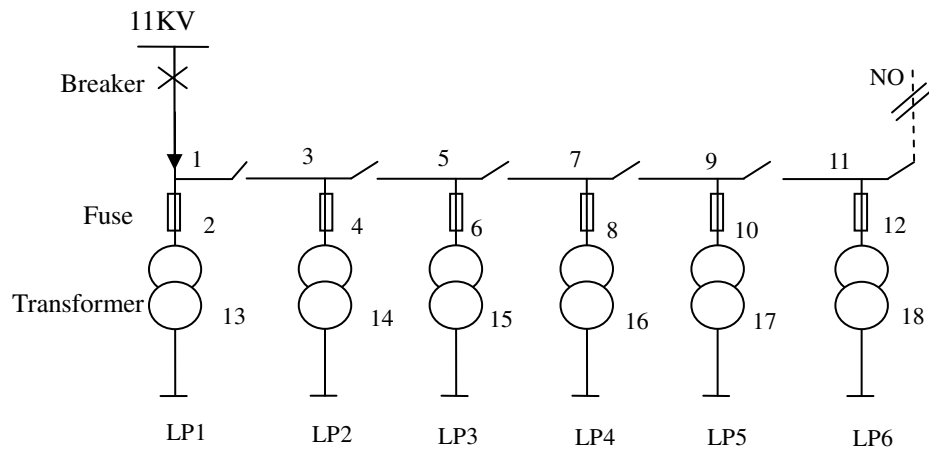 11KV
Breaker
NO
1 3 5 7 9 11
Fuse 2 4 6 8 10 12
Transformer 13 14 15 16 17 18
LP1 LP2 LP3 LP4 LP5 LP6